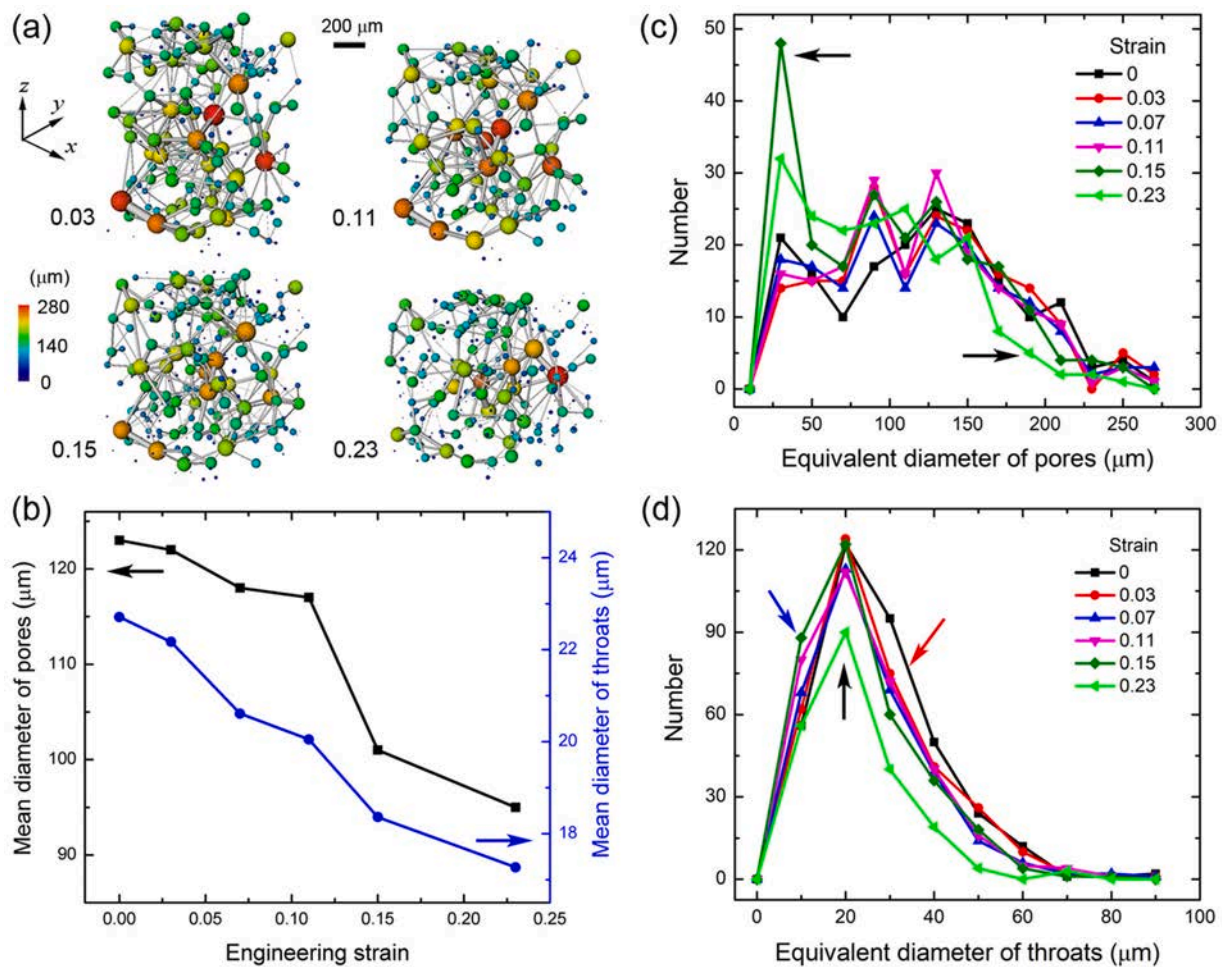 (a)
200 μm
z
y
x
0.03
0.11
(μm)
280
140
0
0.15
0.23
(b)
Mean diameter of pores (μm)
120
110
100
90
0.00 0.05 0.10 0.15 0.20 0.25
Engineering strain
24
22
20
18
Mean diameter of throats (μm)
(c)
Number
50
40
30
20
10
0
0 50 100 150 200 250 300
Equivalent diameter of pores (μm)
Strain
0
0.03
0.07
0.11
0.15
0.23
(d)
Number
120
90
60
30
0
0 20 40 60 80 100
Equivalent diameter of throats (μm)
Strain
0
0.03
0.07
0.11
0.15
0.23